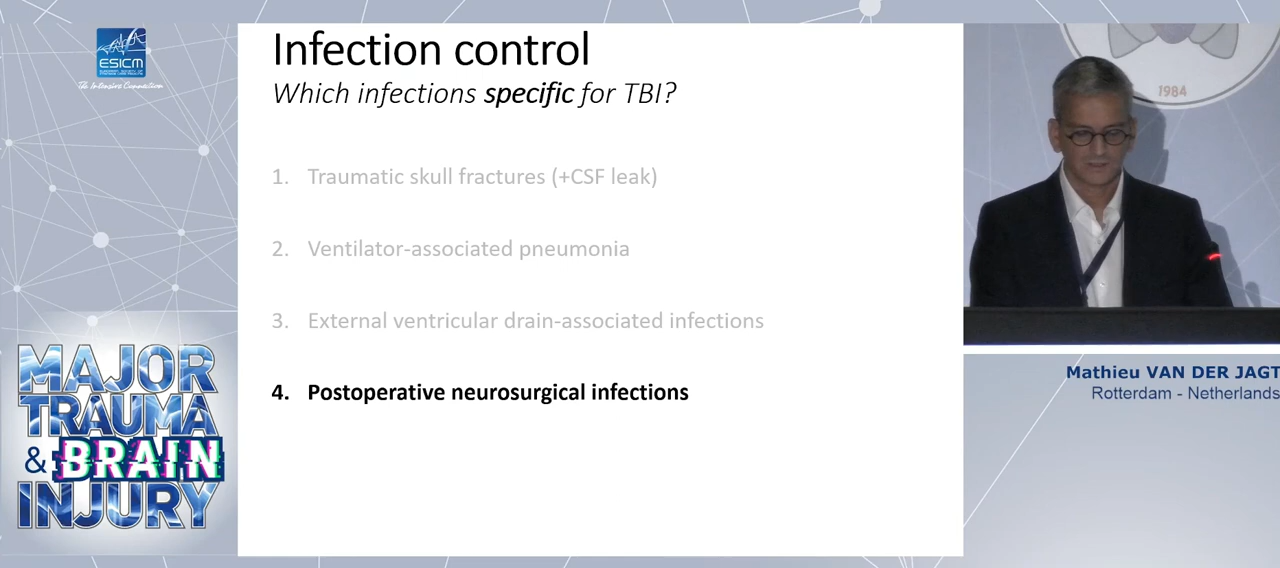 ESICM
The Intensive Connection
Infection control
Which infections specific for TBI?
1. Traumatic skull fractures (+CSF leak)
2. Ventilator-associated pneumonia
3. External ventricular drain-associated infections
4. Postoperative neurosurgical infections
MAJOR
TRAUMA
& BRAIN
INJURY
1984
Mathieu VAN DER JAGT
Rotterdam - Netherlands